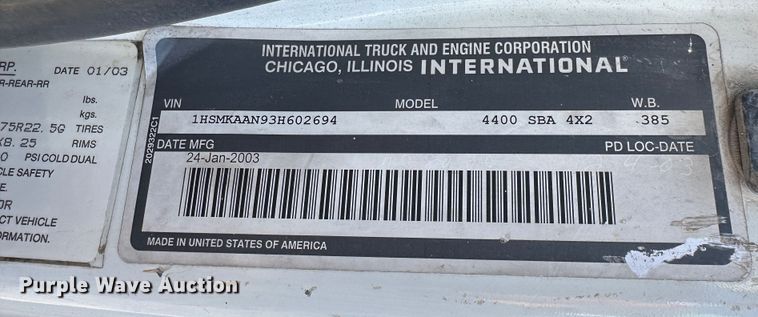 RP. DATE 01/03
R-REAR-RR
lbs.
kgs.
75R22.5G TIRES
X8.25 RIMS
0 PSI COLD DUAL
EHICLE SAFETY
E
OR
CT VEHICLE
ORMATION.
2029322C1
INTERNATIONAL TRUCK AND ENGINE CORPORATION
CHICAGO, ILLINOIS INTERNATIONAL
VIN MODEL W.B.
1HSMKAAN93H602694 4400 SBA 4X2 385
DATE MFG PD LOC-DATE
24-Jan-2003
MADE IN UNITED STATES OF AMERICA
Purple Wave Auction